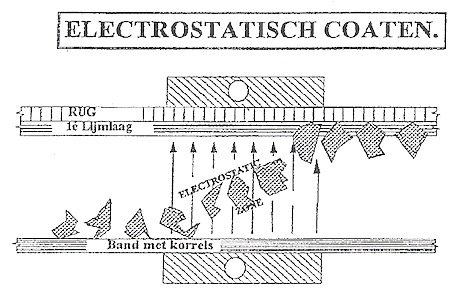 ELECTROSTATISCH COATEN.
RUG
1e Lijmlaag
ELECTROSTATIC
ZONE
Band met korrels